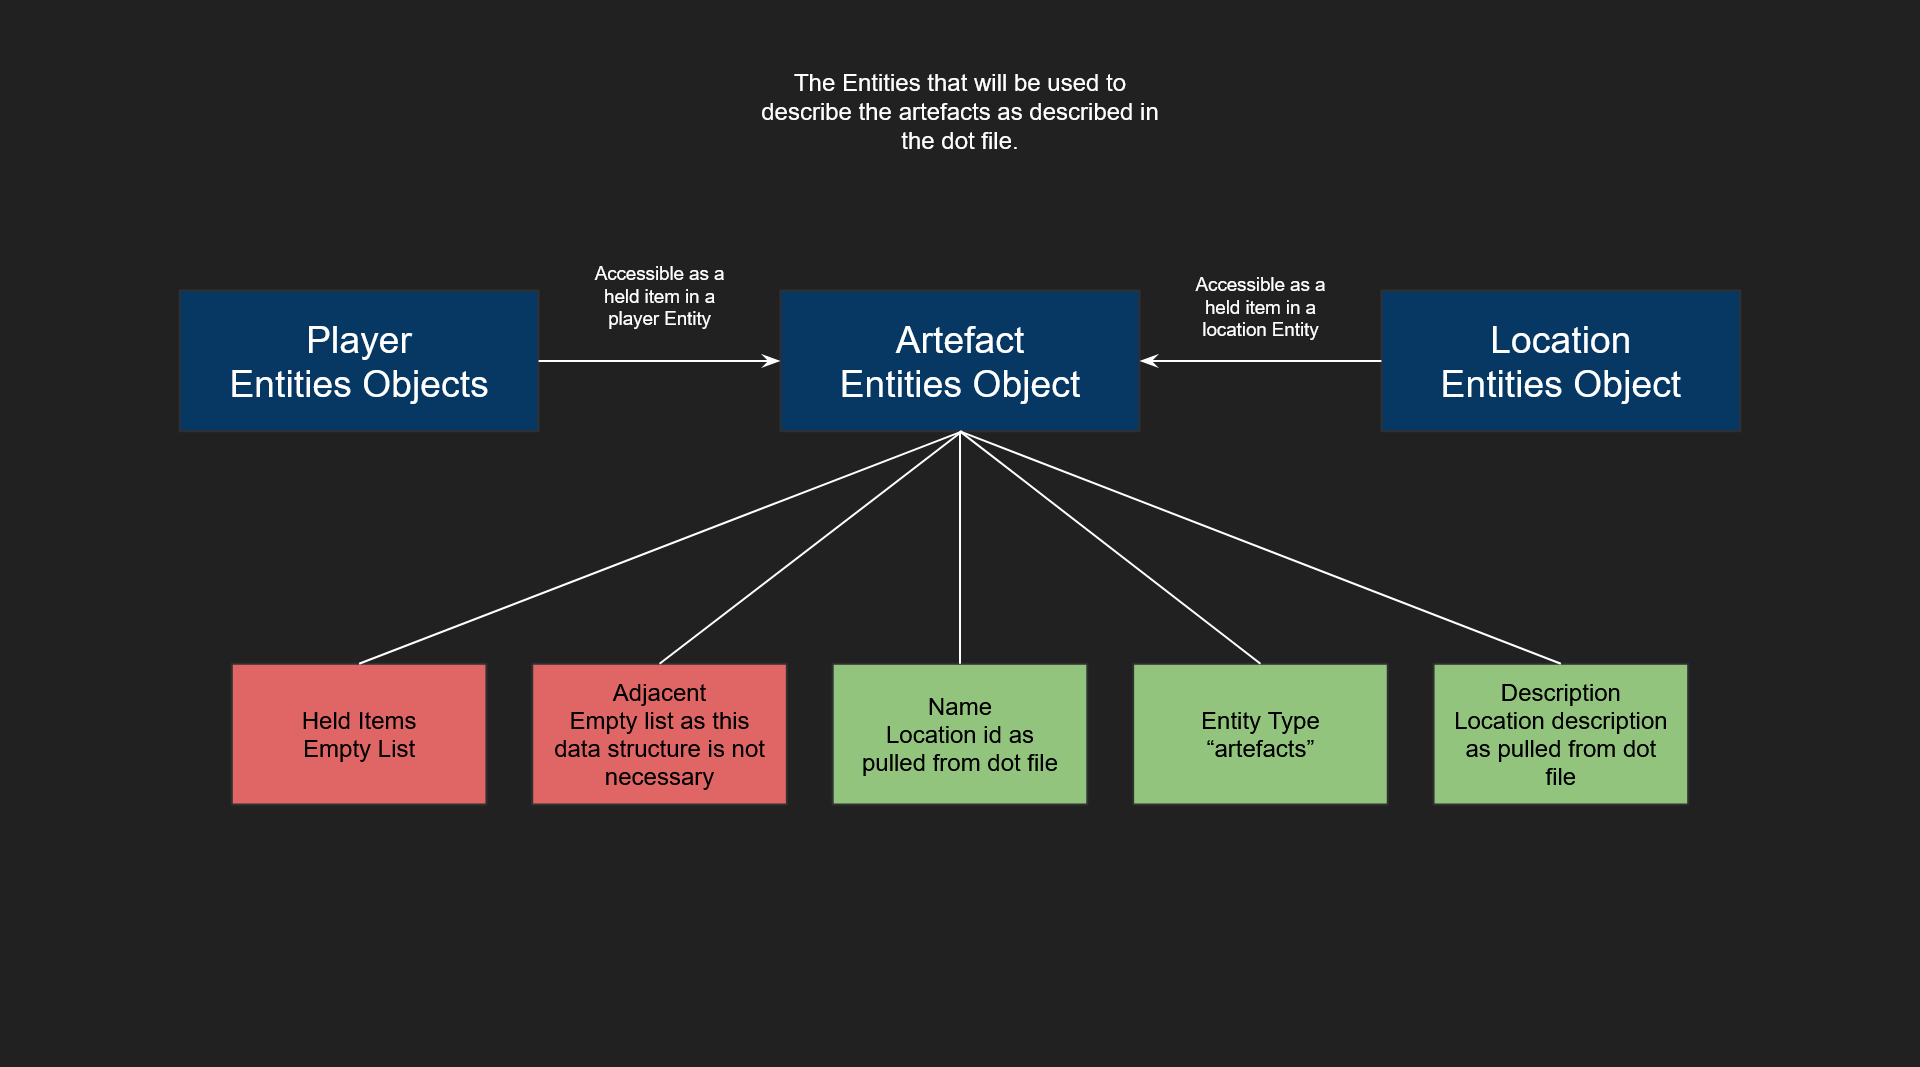 The Entities that will be used to
describe the artefacts as described in
the dot file.
Accessible as a
held item in a
player Entity
Accessible as a
held item in a
location Entity
Player
Entities Objects
Artefact
Entities Object
Location
Entities Object
Held Items
Empty List
Adjacent
Empty list as this
data structure is not
necessary
Name
Location id as
pulled from dot file
Entity Type
“artefacts”
Description
Location description
as pulled from dot
file